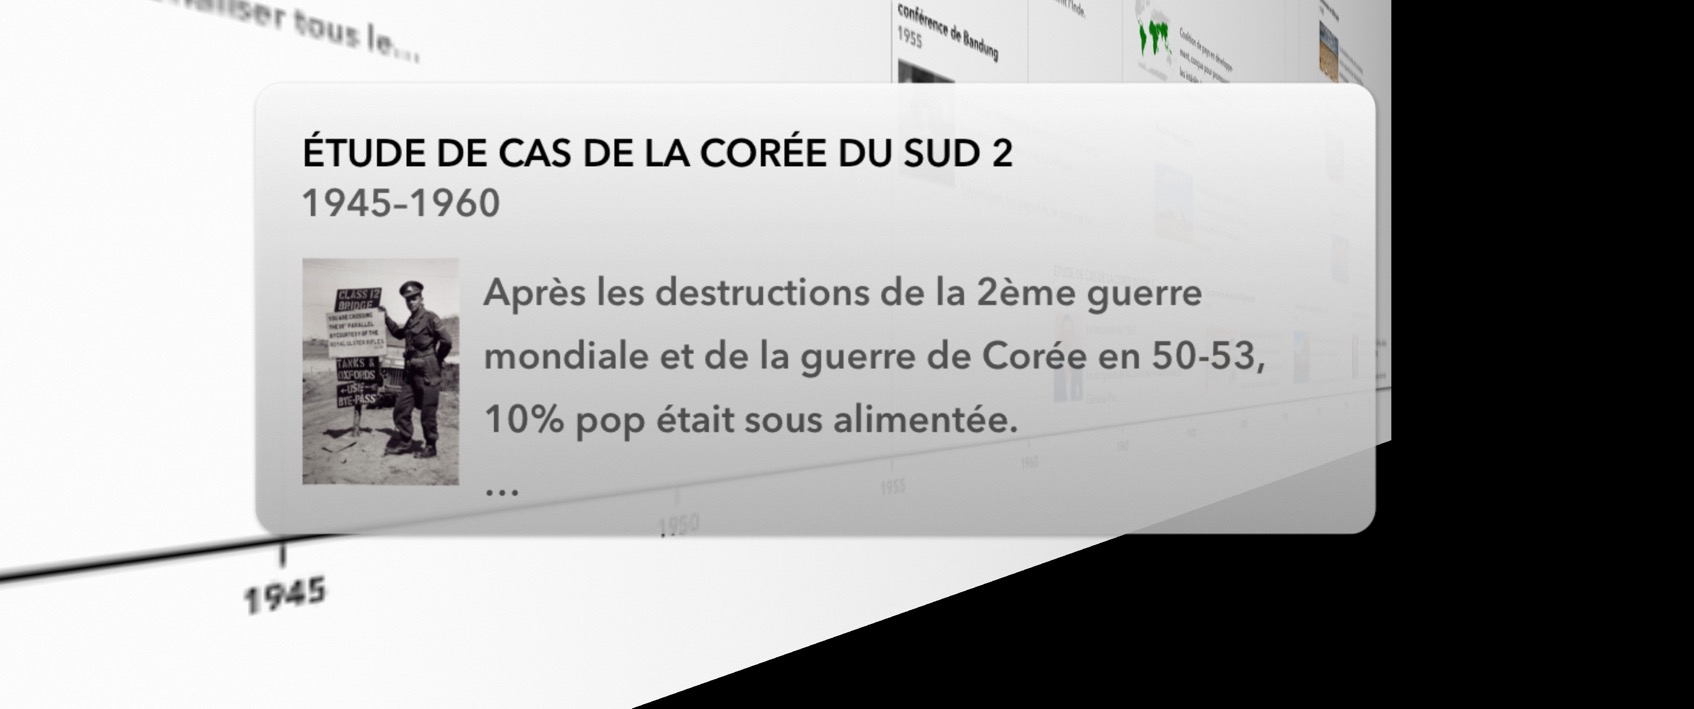 tous le...
conférence de Bandung
1955
ÉTUDE DE CAS DE LA CORÉE DU SUD 2
1945-1960
CLASS 12
BRIDGE
YOU ARE CROSSING
THE 38TH PARALLEL
BY COURTESY OF THE
ROYAL ULSTER RIFLES
TANKS &
OXFORDS
USE
BYE-PASS
Après les destructions de la 2ème guerre
mondiale et de la guerre de Corée en 50-53,
10% pop était sous alimentée.
...
1945
1950
1955
1960